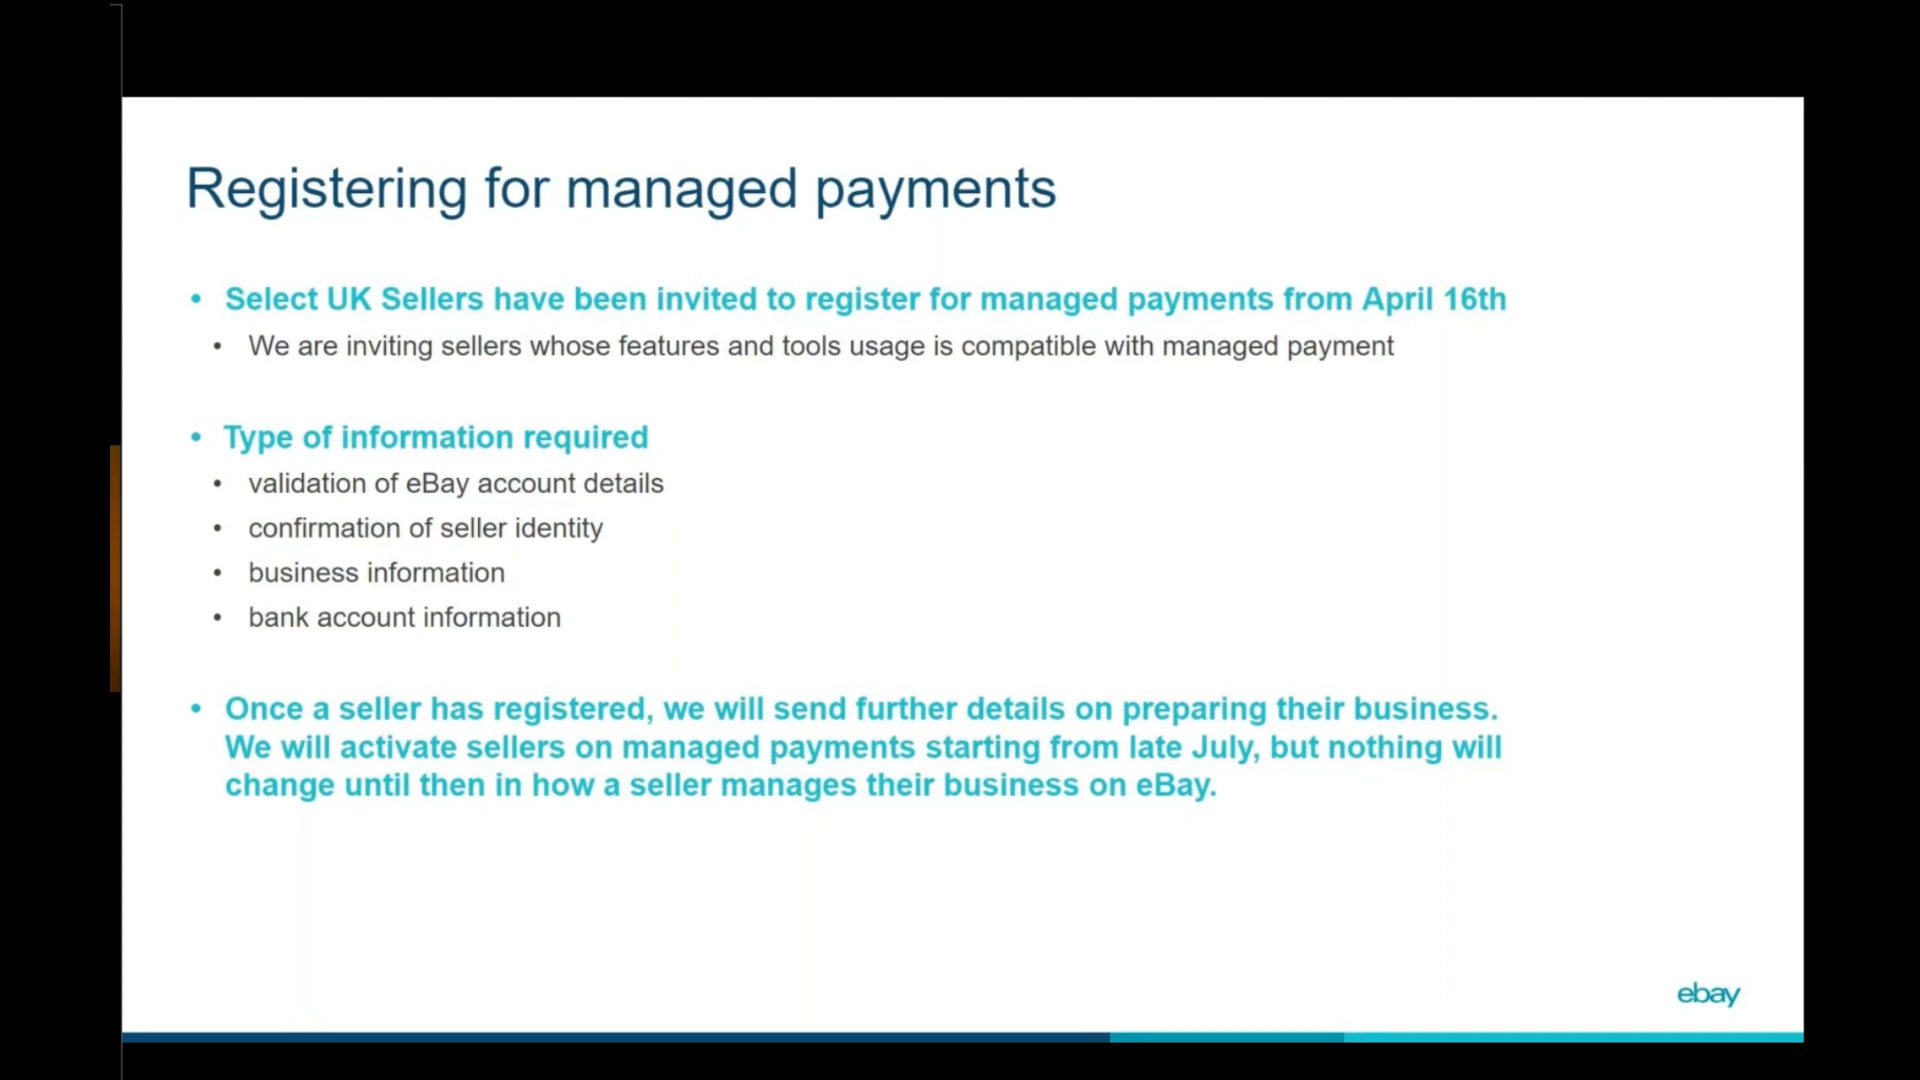 Registering for managed payments
• Select UK Sellers have been invited to register for managed payments from April 16th
• We are inviting sellers whose features and tools usage is compatible with managed payment
• Type of information required
• validation of eBay account details
• confirmation of seller identity
• business information
• bank account information
• Once a seller has registered, we will send further details on preparing their business.
We will activate sellers on managed payments starting from late July, but nothing will
change until then in how a seller manages their business on eBay.
ebay